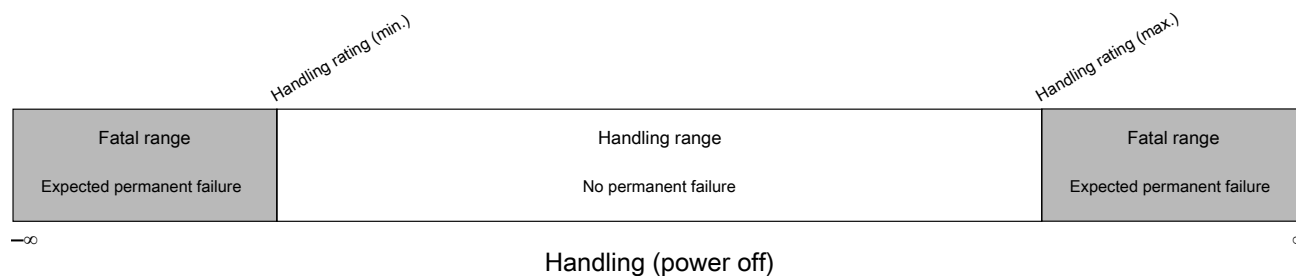 Handling rating (min.)
Handling rating (max.)
Fatal range
Handling range
Fatal range
Expected permanent failure
No permanent failure
Expected permanent failure
–∞
Handling (power off)